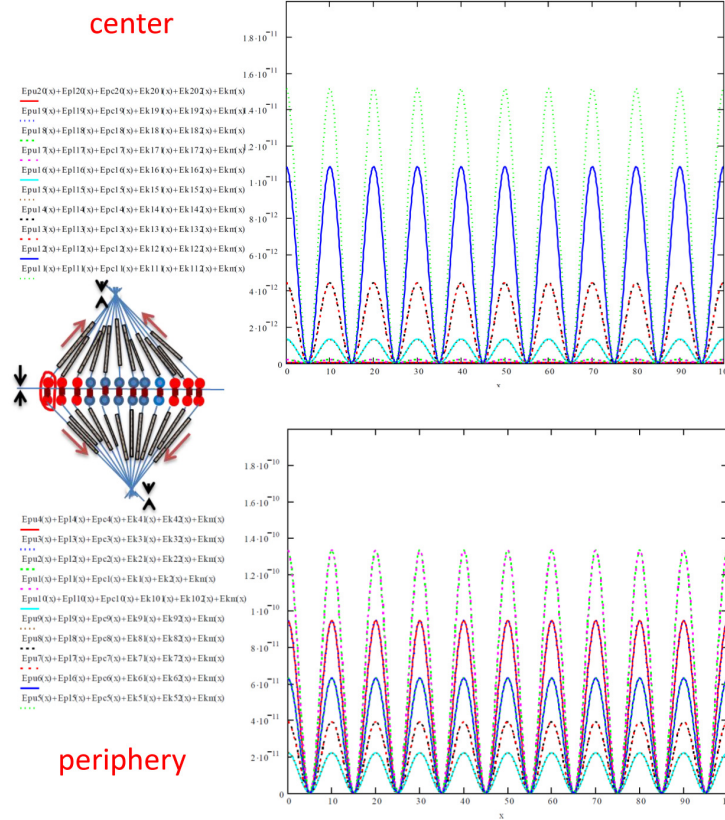 center
Epu20(x)+Epl20(x)+Epc20(x)+Ek201(x)+Ek202(x)+Ekm(x)
Epu19(x)+Epl19(x)+Epc19(x)+Ek191(x)+Ek192(x)+Ekm(x)
Epu18(x)+Epl18(x)+Epc18(x)+Ek181(x)+Ek182(x)+Ekm(x)
Epu17(x)+Epl17(x)+Epc17(x)+Ek171(x)+Ek172(x)+Ekm(x)
Epu16(x)+Epl16(x)+Epc16(x)+Ek161(x)+Ek162(x)+Ekm(x)
Epu15(x)+Epl15(x)+Epc15(x)+Ek151(x)+Ek152(x)+Ekm(x)
Epu14(x)+Epl14(x)+Epc14(x)+Ek141(x)+Ek142(x)+Ekm(x)
Epu13(x)+Epl13(x)+Epc13(x)+Ek131(x)+Ek132(x)+Ekm(x)
Epu12(x)+Epl12(x)+Epc12(x)+Ek121(x)+Ek122(x)+Ekm(x)
Epu11(x)+Epl11(x)+Epc11(x)+Ek111(x)+Ek112(x)+Ekm(x)
1.8·10⁻¹¹
1.6·10⁻¹¹
1.4·10⁻¹¹
1.2·10⁻¹¹
1·10⁻¹¹
8·10⁻¹²
6·10⁻¹²
4·10⁻¹²
2·10⁻¹²
0
0 10 20 30 40 50 60 70 80 90 100
x
Epu4(x)+Epl4(x)+Epc4(x)+Ek41(x)+Ek42(x)+Ekm(x)
Epu3(x)+Epl3(x)+Epc3(x)+Ek31(x)+Ek32(x)+Ekm(x)
Epu2(x)+Epl2(x)+Epc2(x)+Ek21(x)+Ek22(x)+Ekm(x)
Epu1(x)+Epl1(x)+Epc1(x)+Ek1(x)+Ek2(x)+Ekm(x)
Epu10(x)+Epl10(x)+Epc10(x)+Ek101(x)+Ek102(x)+Ekm(x)
Epu9(x)+Epl9(x)+Epc9(x)+Ek91(x)+Ek92(x)+Ekm(x)
Epu8(x)+Epl8(x)+Epc8(x)+Ek81(x)+Ek82(x)+Ekm(x)
Epu7(x)+Epl7(x)+Epc7(x)+Ek71(x)+Ek72(x)+Ekm(x)
Epu6(x)+Epl6(x)+Epc6(x)+Ek61(x)+Ek62(x)+Ekm(x)
Epu5(x)+Epl5(x)+Epc5(x)+Ek51(x)+Ek52(x)+Ekm(x)
periphery
1.8·10⁻¹⁰
1.6·10⁻¹⁰
1.4·10⁻¹⁰
1.2·10⁻¹⁰
1·10⁻¹⁰
8·10⁻¹¹
6·10⁻¹¹
4·10⁻¹¹
2·10⁻¹¹
0
0 10 20 30 40 50 60 70 80 90
x